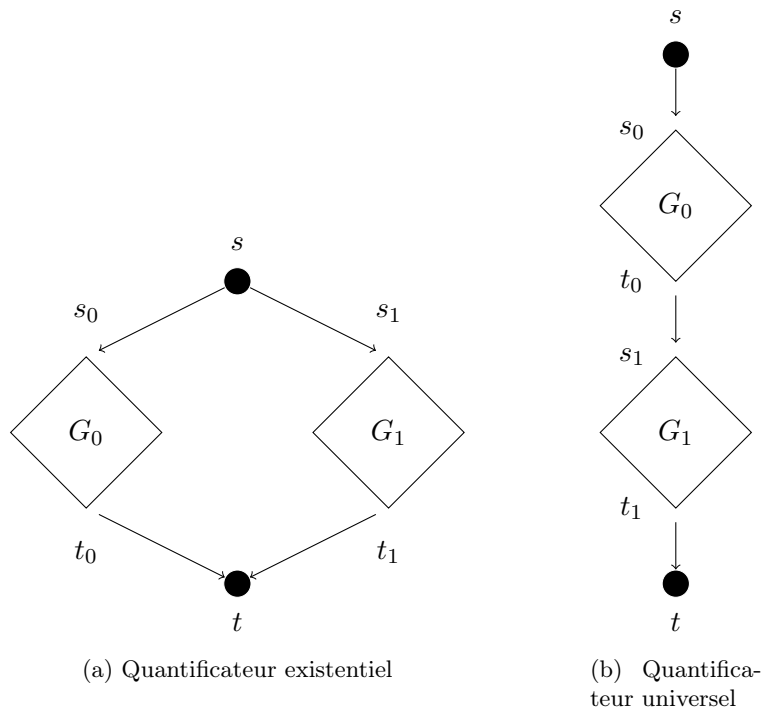 s
s₀
s₁
G₀
G₁
t₀
t₁
t
(a) Quantificateur existentiel
s
s₀
G₀
t₀
s₁
G₁
t₁
t
(b) Quantifica-
teur universel